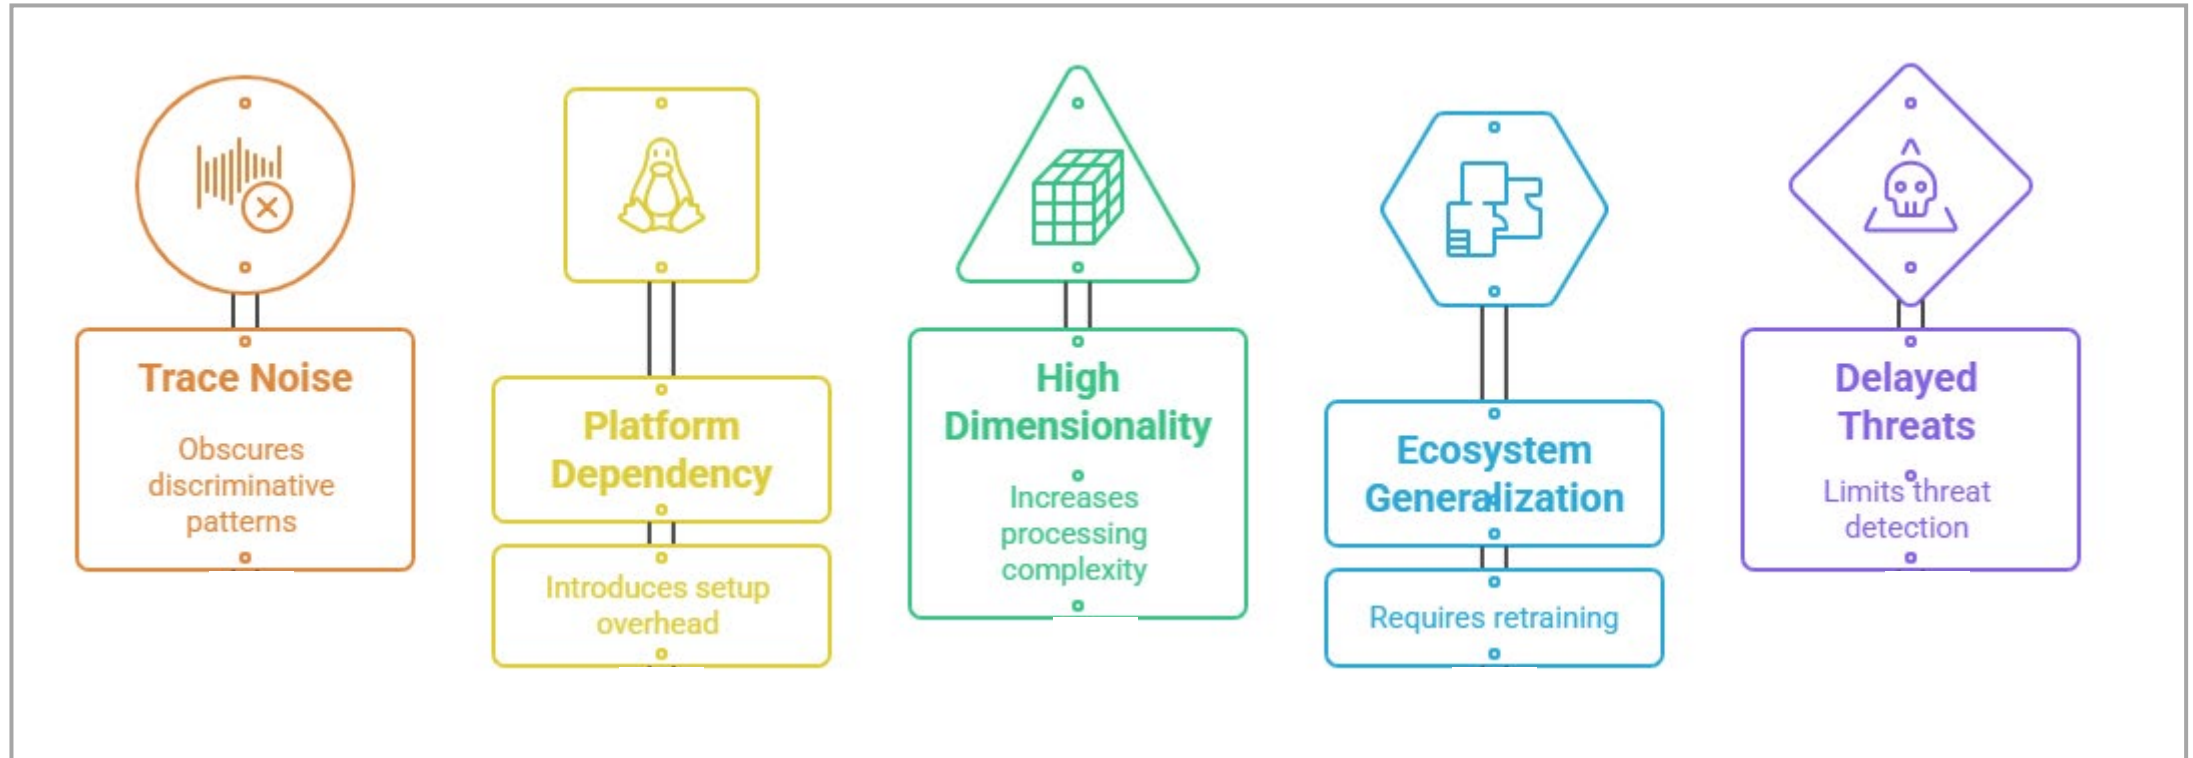 Trace Noise
Obscures
discriminative
patterns
Platform
Dependency
Introduces setup
overhead
High
Dimensionality
Increases
processing
complexity
Ecosystem
Generalization
Requires retraining
Delayed
Threats
Limits threat
detection